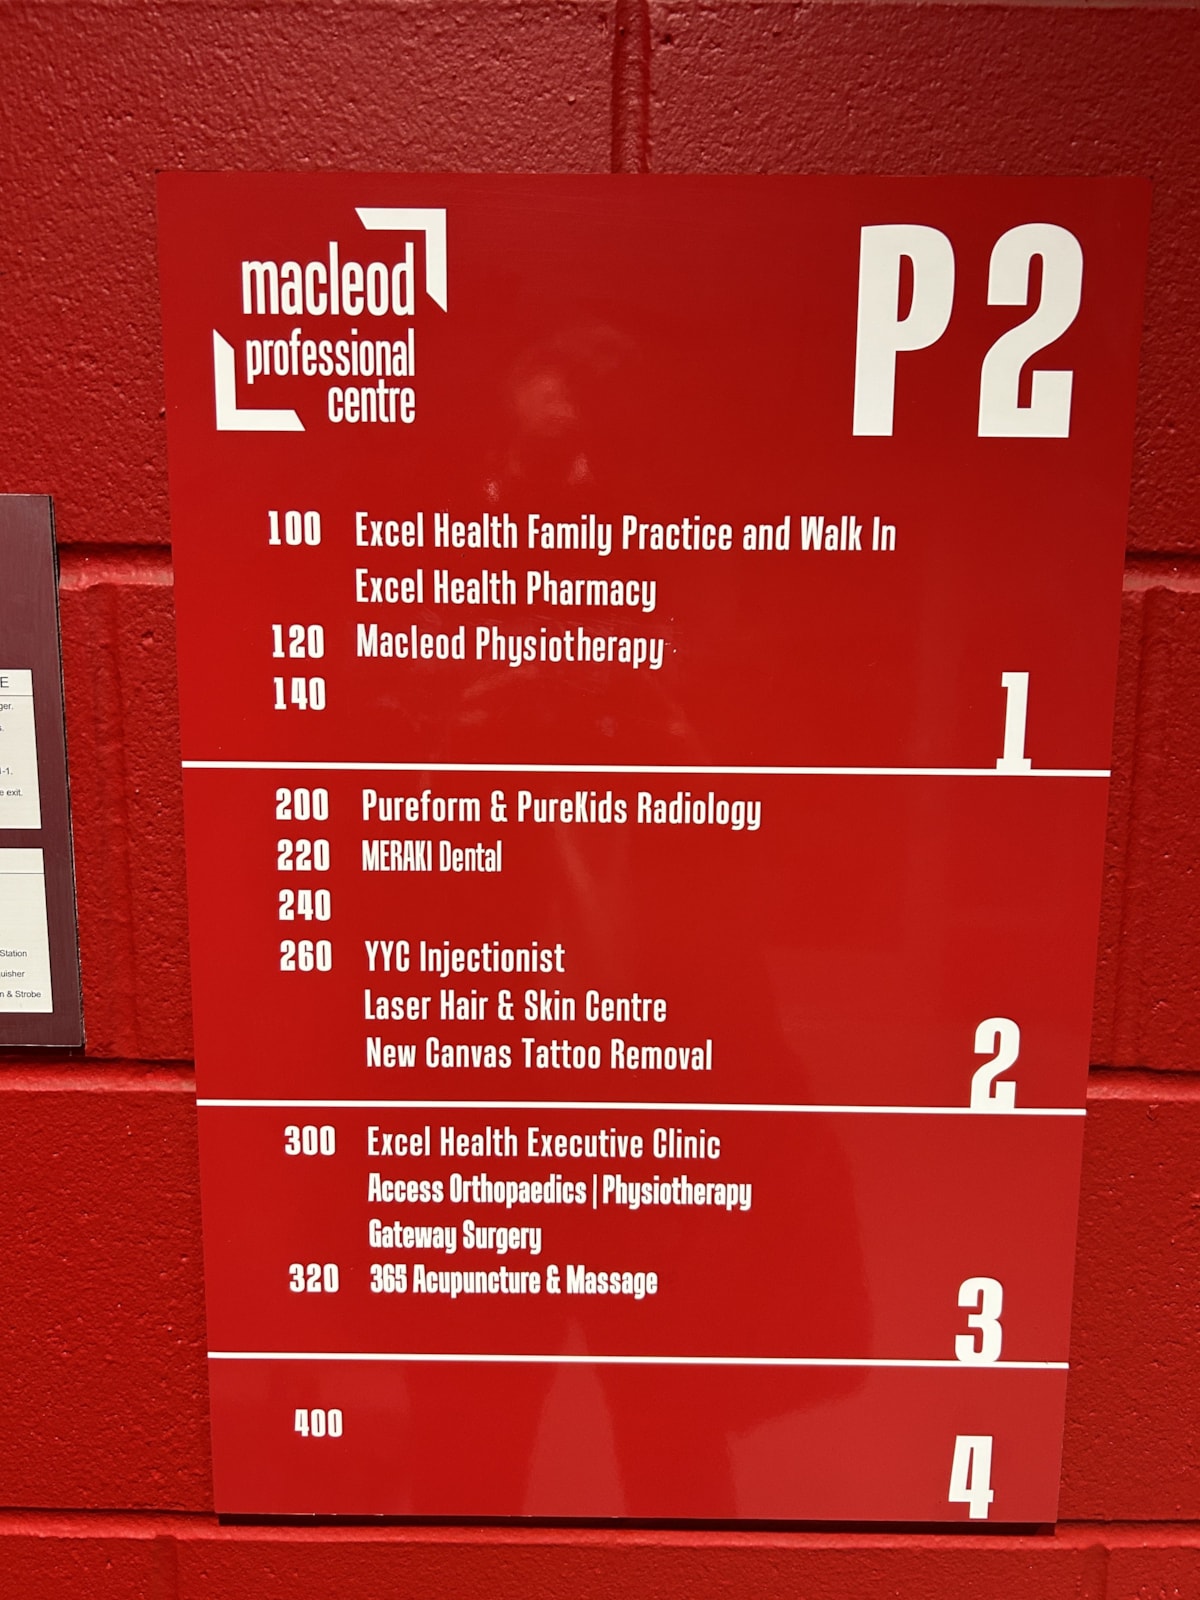 macleod
professional
centre
P2
100 Excel Health Family Practice and Walk In
Excel Health Pharmacy
120 Macleod Physiotherapy
140
1
200 Pureform & PureKids Radiology
220 MERAKI Dental
240
260 YYC Injectionist
Laser Hair & Skin Centre
New Canvas Tattoo Removal
2
300 Excel Health Executive Clinic
Access Orthopaedics | Physiotherapy
Gateway Surgery
320 365 Acupuncture & Massage
3
400
4
E
exit.
Station
& Strobe